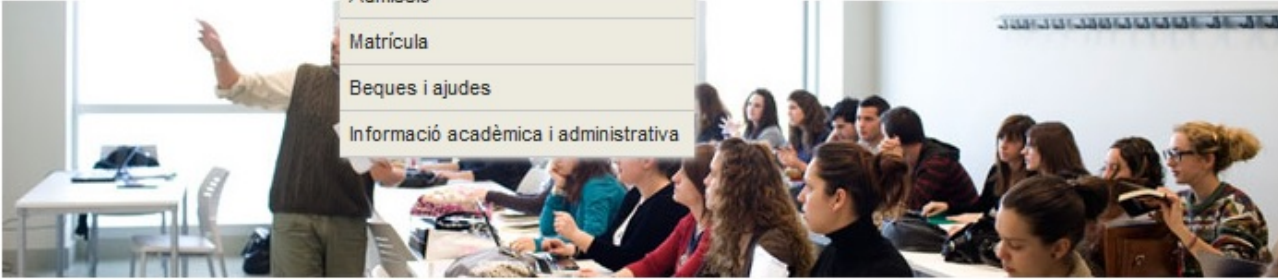 Matrícula
Beques i ajudes
Informació acadèmica i administrativa